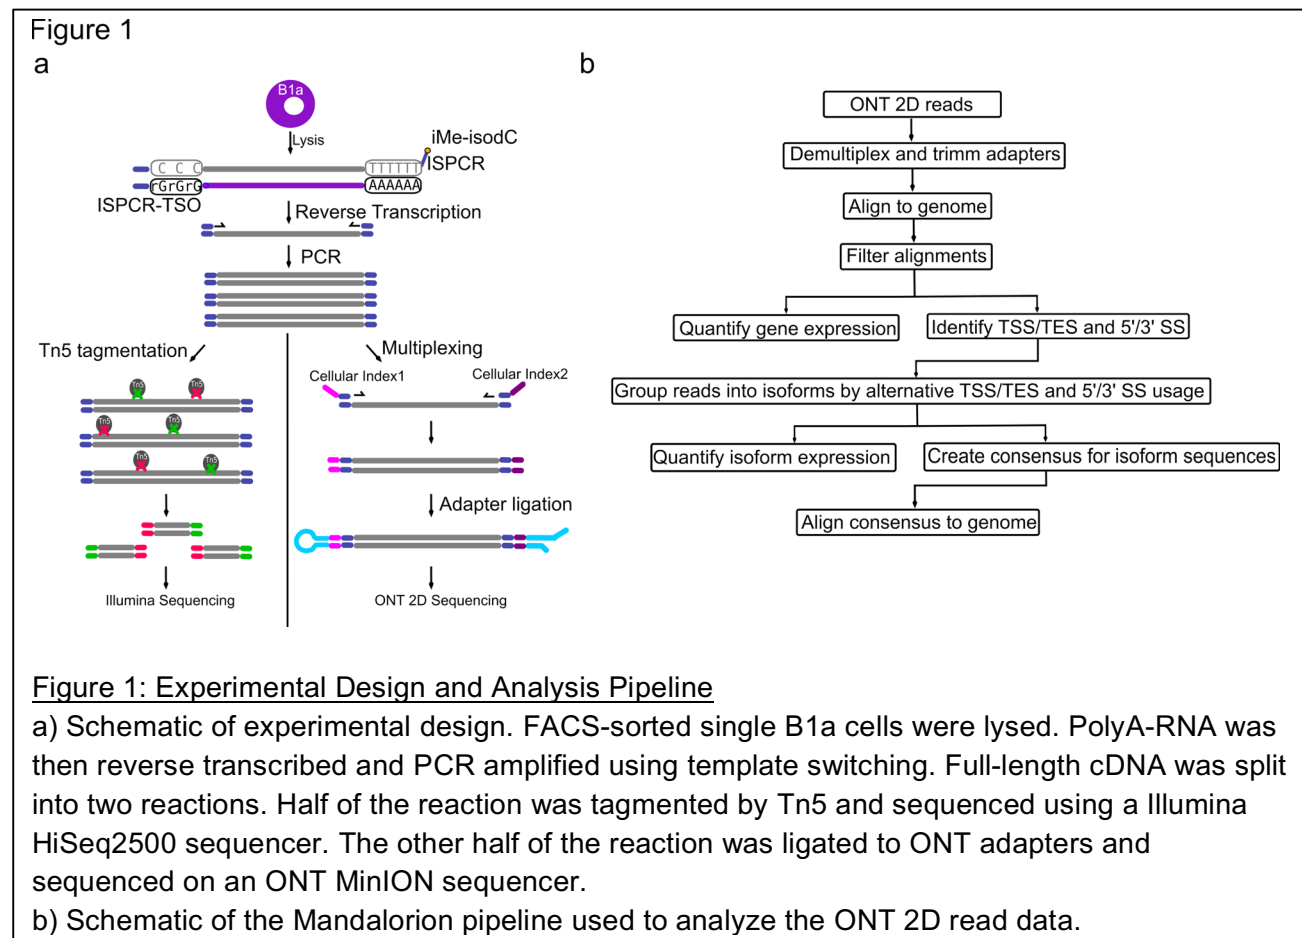 Figure 1
a
B1a
Lysis
iMe-isodC
C C C
TTTTTT
ISPCR
rGrGrG
AAAAAA
ISPCR-TSO
Reverse Transcription
PCR
Tn5 tagmentation
Multiplexing
Cellular Index1
Cellular Index2
Tn5
Tn5
Tn5
Tn5
Tn5
Tn5
Adapter ligation
Illumina Sequencing
ONT 2D Sequencing
b
ONT 2D reads
Demultiplex and trimm adapters
Align to genome
Filter alignments
Quantify gene expression
Identify TSS/TES and 5'/3' SS
Group reads into isoforms by alternative TSS/TES and 5'/3' SS usage
Quantify isoform expression
Create consensus for isoform sequences
Align consensus to genome
Figure 1: Experimental Design and Analysis Pipeline
a) Schematic of experimental design. FACS-sorted single B1a cells were lysed. PolyA-RNA was
then reverse transcribed and PCR amplified using template switching. Full-length cDNA was split
into two reactions. Half of the reaction was tagmented by Tn5 and sequenced using a Illumina
HiSeq2500 sequencer. The other half of the reaction was ligated to ONT adapters and
sequenced on an ONT MinION sequencer.
b) Schematic of the Mandalorion pipeline used to analyze the ONT 2D read data.